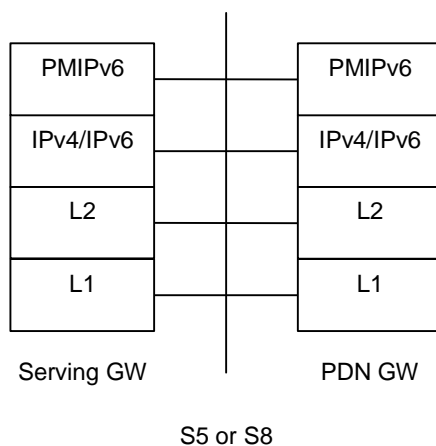 PMIPv6 PMIPv6
IPv4/IPv6 IPv4/IPv6
L2 L2
L1 L1
Serving GW PDN GW
S5 or S8